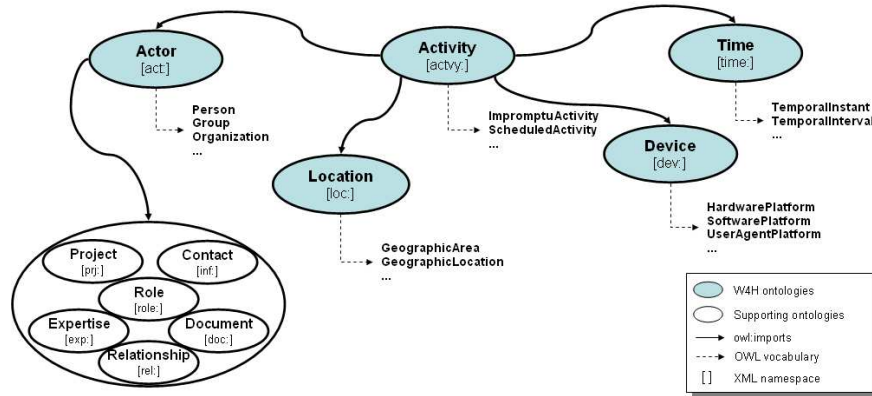 Actor
[act:]
Activity
[actvy:]
Time
[time:]
Person
Group
Organization
...
ImpromptuActivity
ScheduledActivity
...
TemporalInstant
TemporalInterval
...
Location
[loc:]
Device
[dev:]
GeographicArea
GeographicLocation
...
HardwarePlatform
SoftwarePlatform
UserAgentPlatform
...
Project
[prj:]
Contact
[inf:]
Role
[role:]
Expertise
[exp:]
Document
[doc:]
Relationship
[rel:]
W4H ontologies
Supporting ontologies
owl:imports
OWL vocabulary
[ ] XML namespace